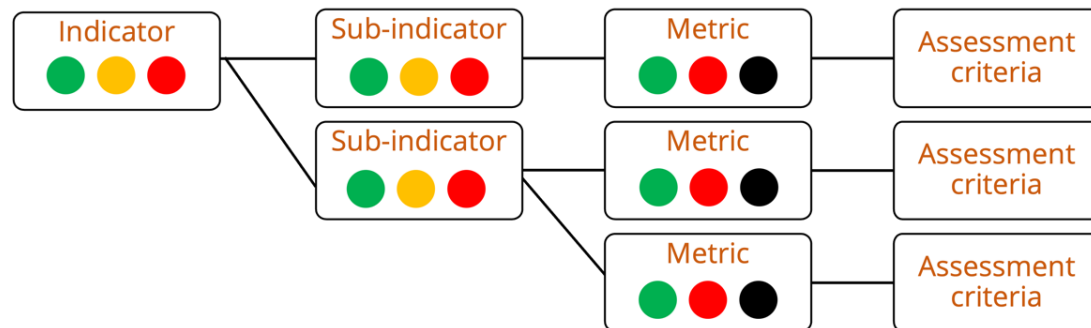 Indicator
Sub-indicator
Metric
Assessment
criteria
Sub-indicator
Metric
Assessment
criteria
Metric
Assessment
criteria